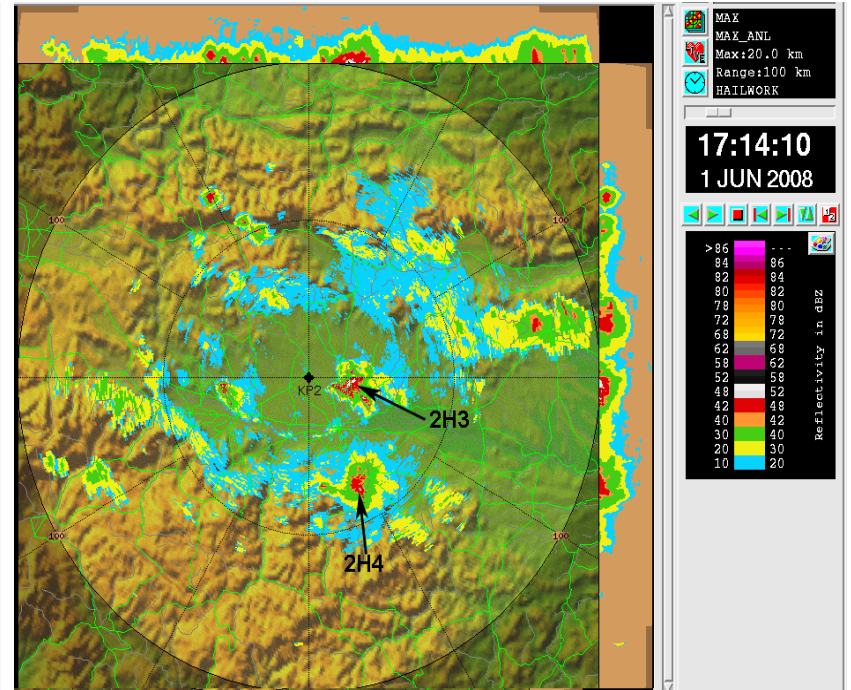 MAX
MAX_ANL
Max:20.0 km
Range:100 km
HAILWORK
17:14:10
1 JUN 2008
>86 ---
84 86
82 84
80 82
78 80
72 78
68 72
62 68
58 62
52 58
48 52
42 48
40 42
30 40
20 30
10 20
Reflectivity in dBZ
100
100
KP2
2H3
100
100
2H4